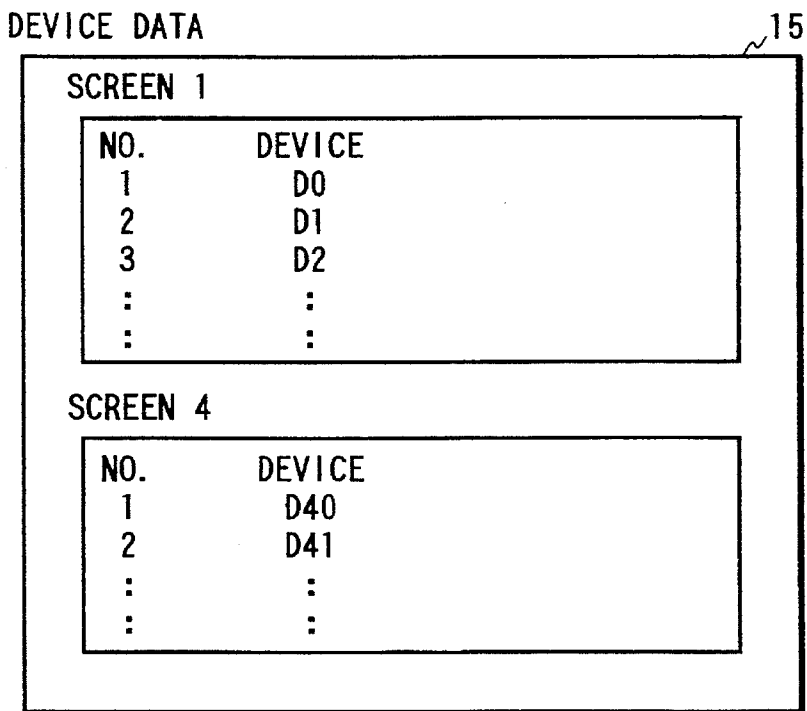 DEVICE DATA 15
SCREEN 1
NO. DEVICE
1 D0
2 D1
3 D2
: :
: :
SCREEN 4
NO. DEVICE
1 D40
2 D41
: :
: :